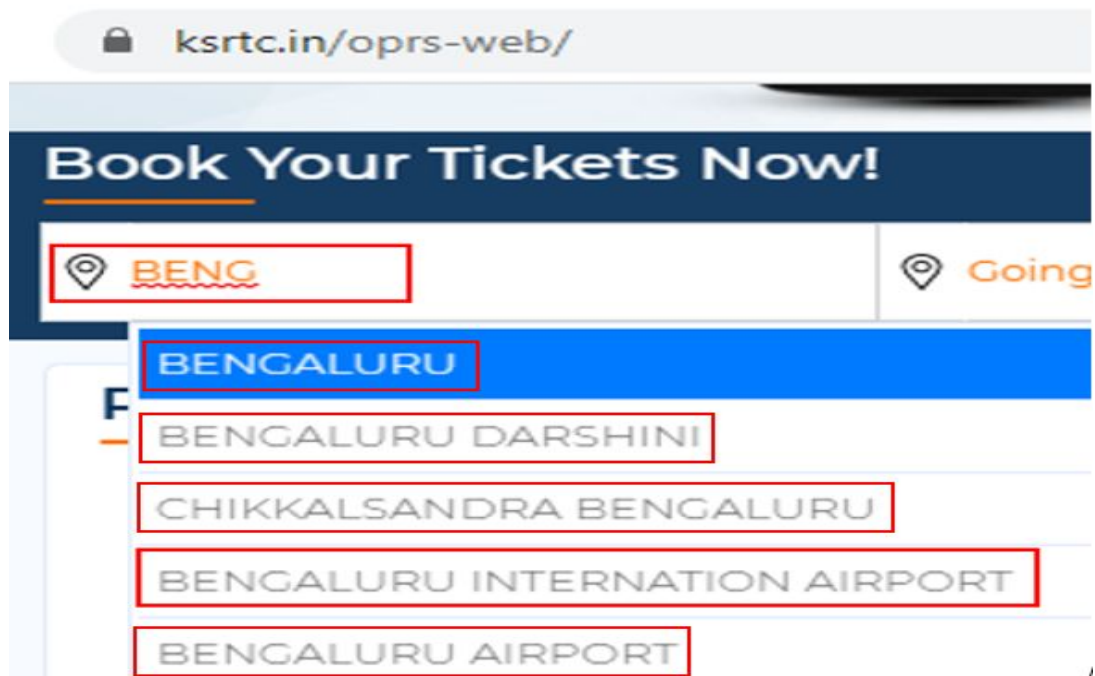 ksrtc.in/oprs-web/
Book Your Tickets Now!
BENG
Going
BENGALURU
BENGALURU DARSHINI
CHIKKALSANDRA BENGALURU
BENGALURU INTERNATION AIRPORT
BENGALURU AIRPORT